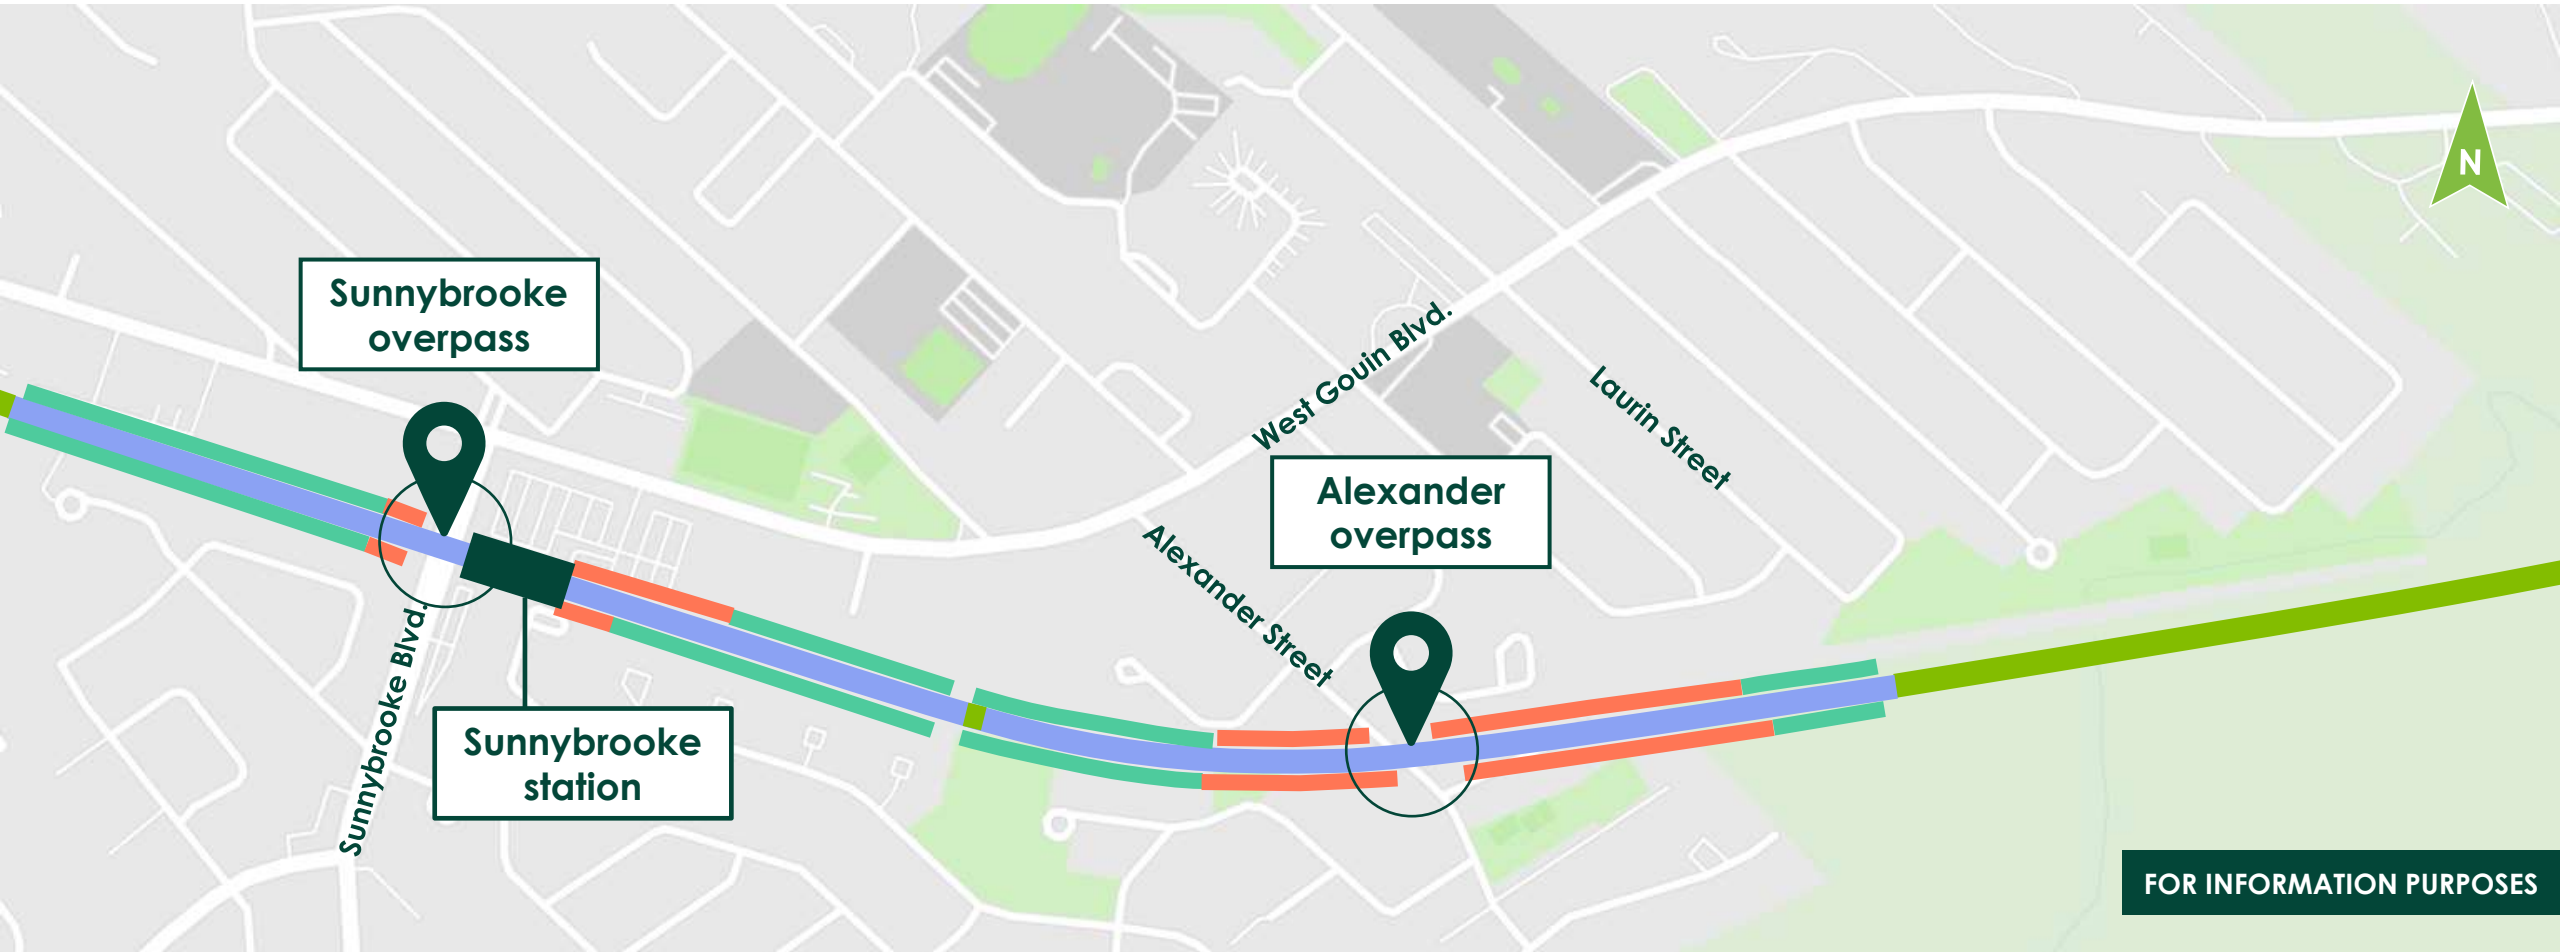 N
Sunnybrooke
overpass
West Gouin Blvd.
Laurin Street
Alexander
overpass
Alexander Street
Sunnybrooke Blvd.
Sunnybrooke
station
FOR INFORMATION PURPOSES